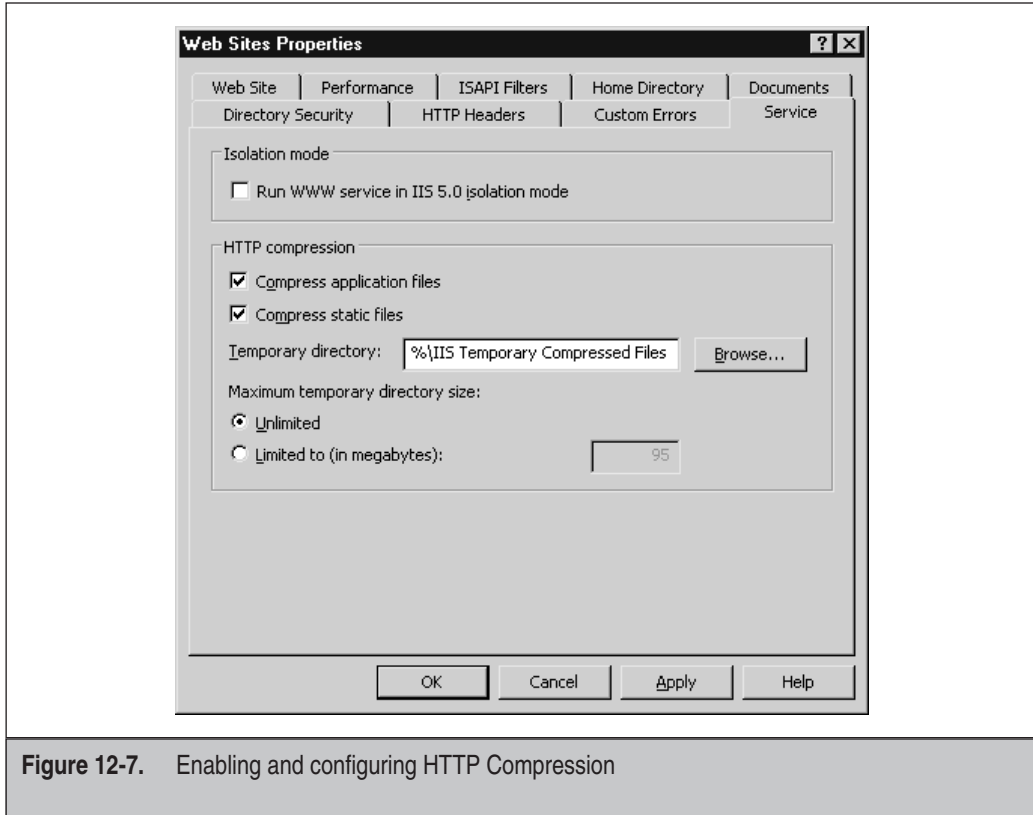 Web Sites Properties
Web Site Performance ISAPI Filters Home Directory Documents
Directory Security HTTP Headers Custom Errors Service
Isolation mode
Run WWW service in IIS 5.0 isolation mode
HTTP compression
Compress application files
Compress static files
Temporary directory: %\IIS Temporary Compressed Files Browse...
Maximum temporary directory size:
Unlimited
Limited to (in megabytes): 95
OK Cancel Apply Help
Figure 12-7. Enabling and configuring HTTP Compression